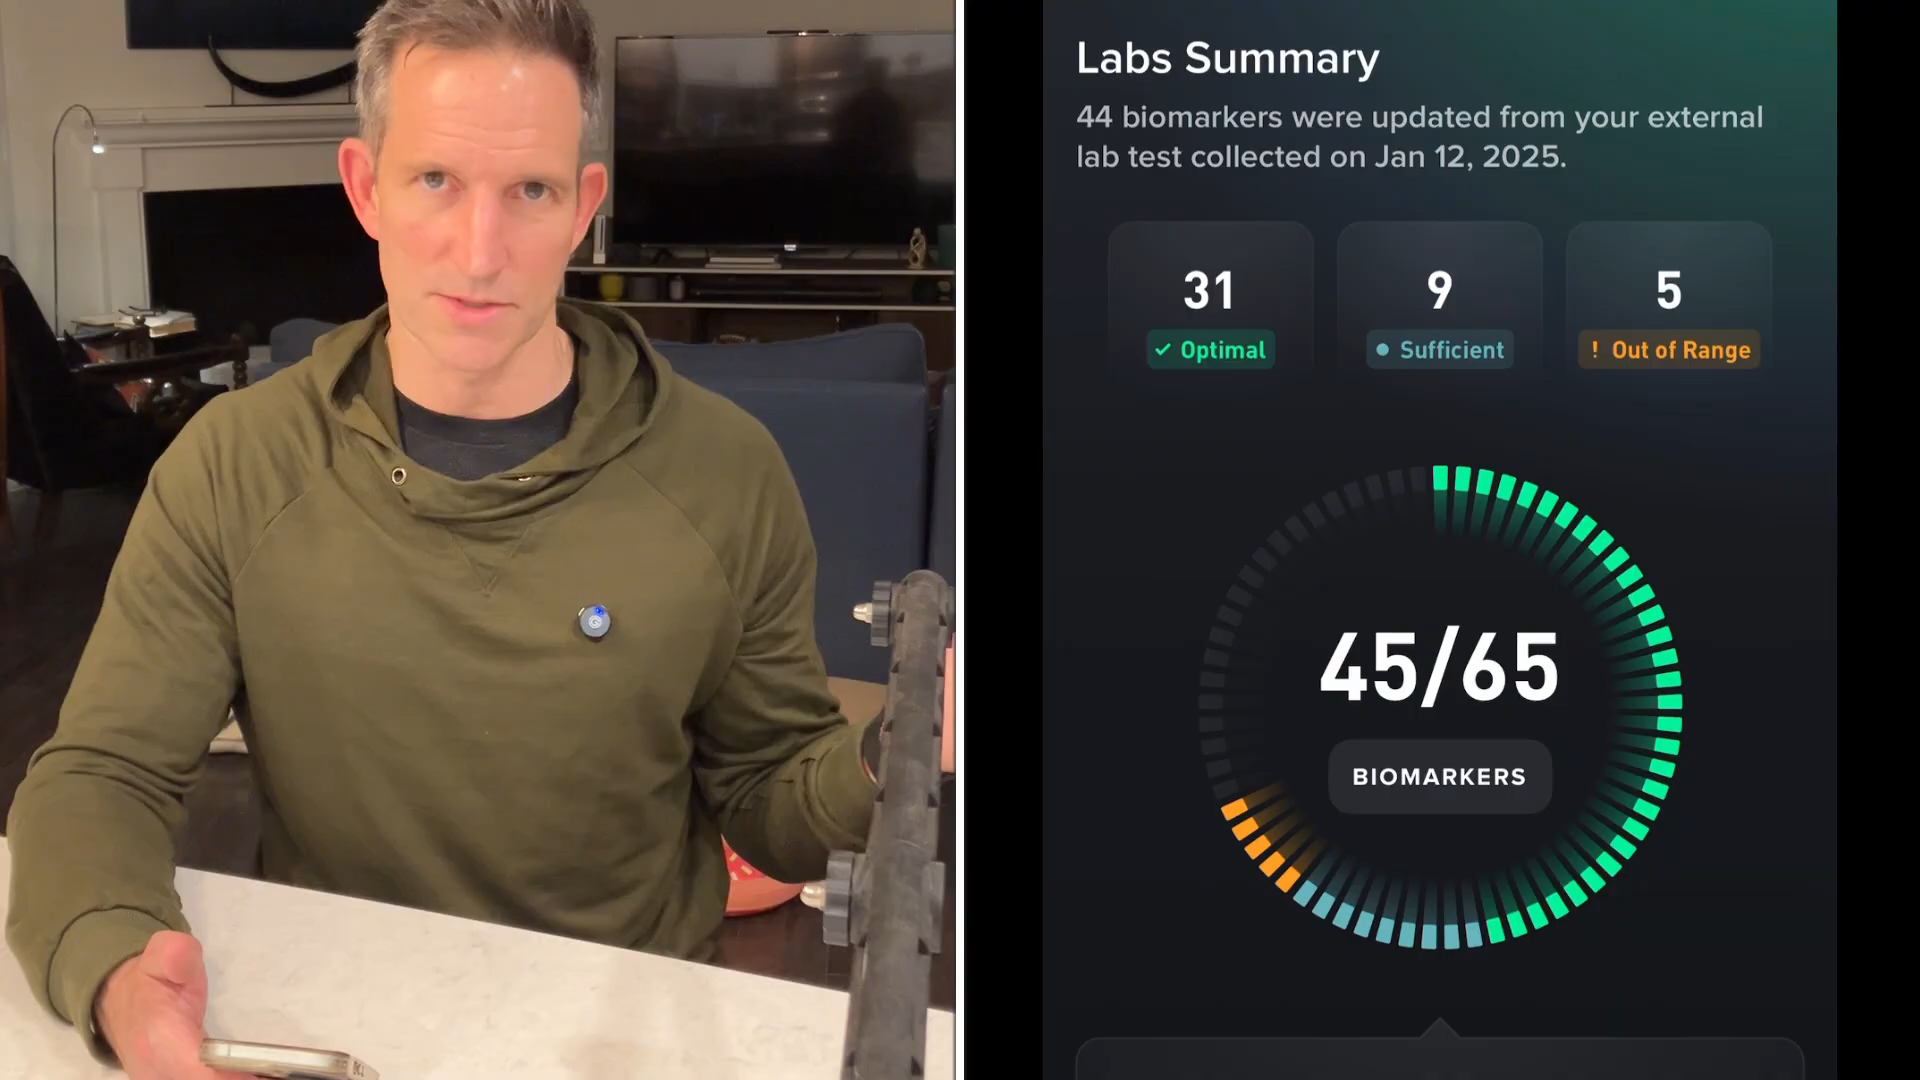 Labs Summary
44 biomarkers were updated from your external
lab test collected on Jan 12, 2025.
31
9
5
Optimal
Sufficient
! Out of Range
45/65
BIOMARKERS